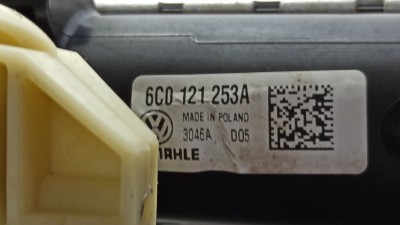 6C0 121 253A
MADE IN POLAND
3046A D05
MAHLE